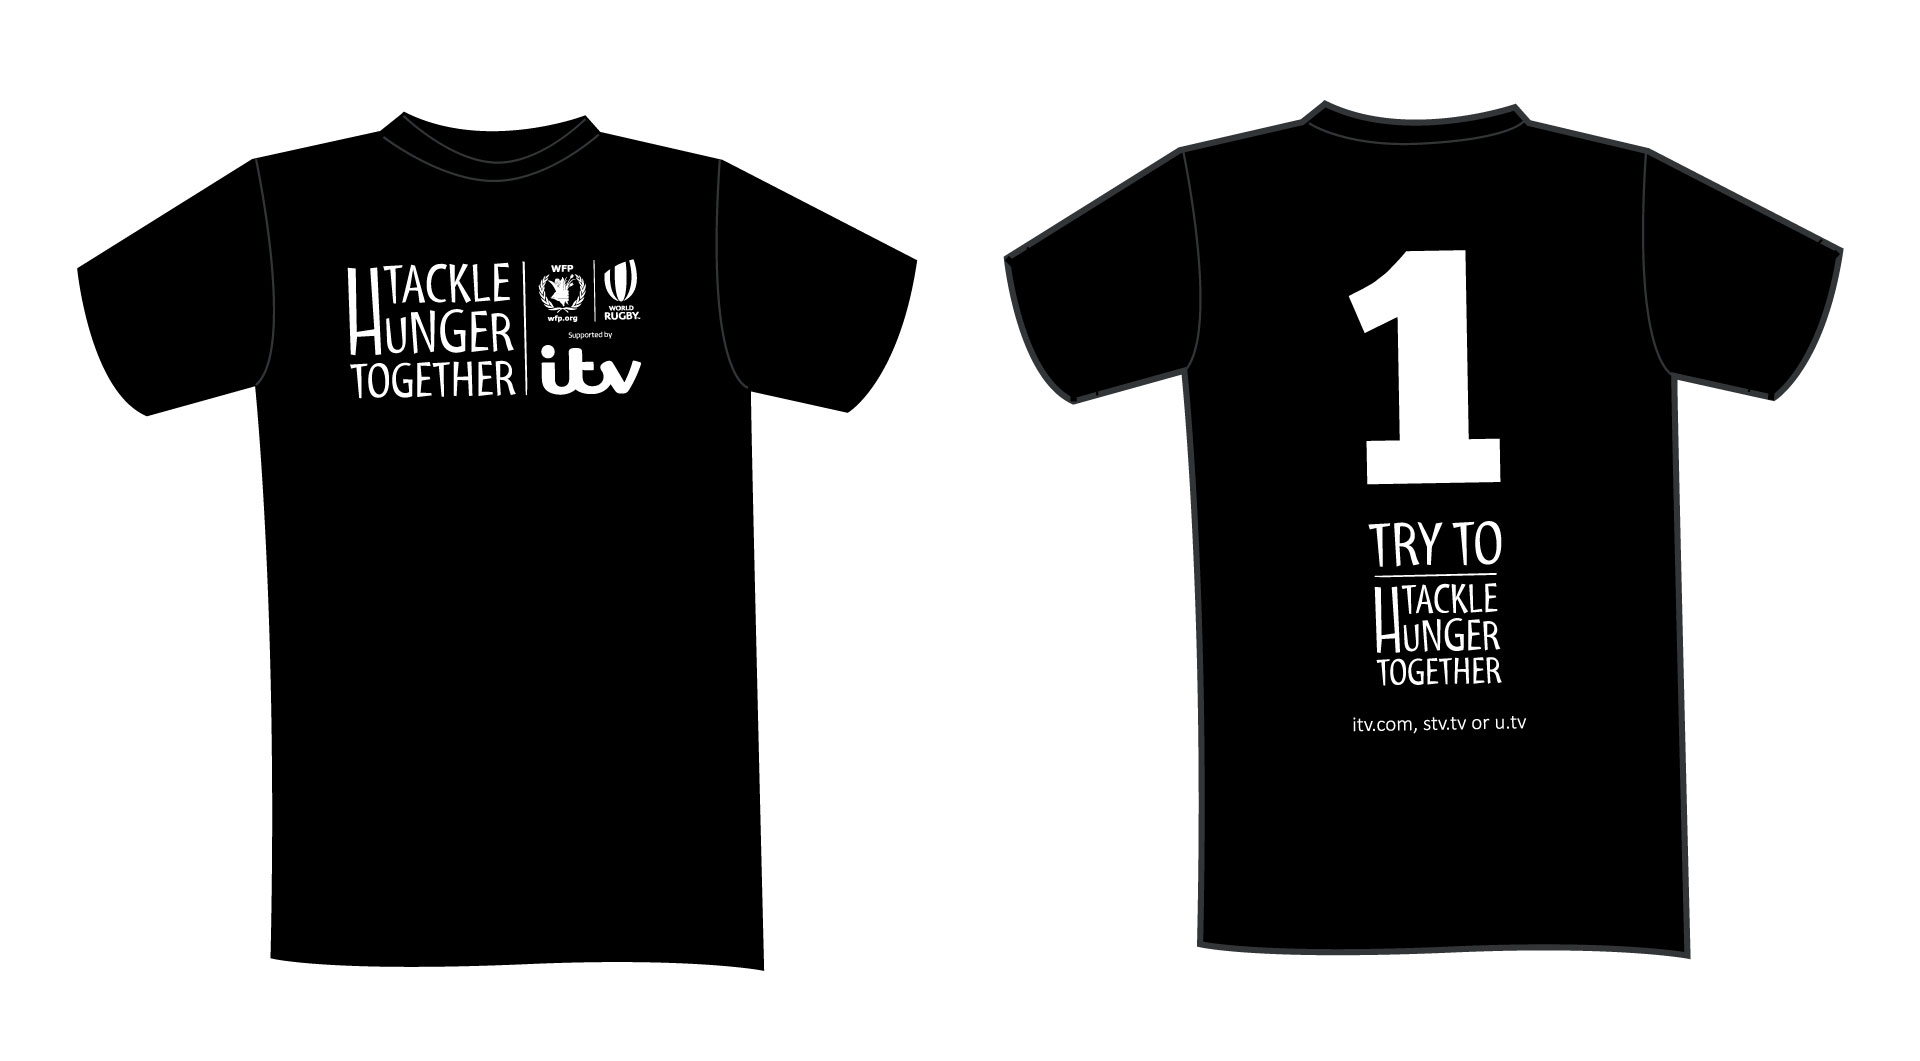 TACKLE
HUNGER
TOGETHER
WFP
wfp.org
WORLD
RUGBY.
Supported by
itv
1
TRY TO
TACKLE
HUNGER
TOGETHER
itv.com, stv.tv or u.tv